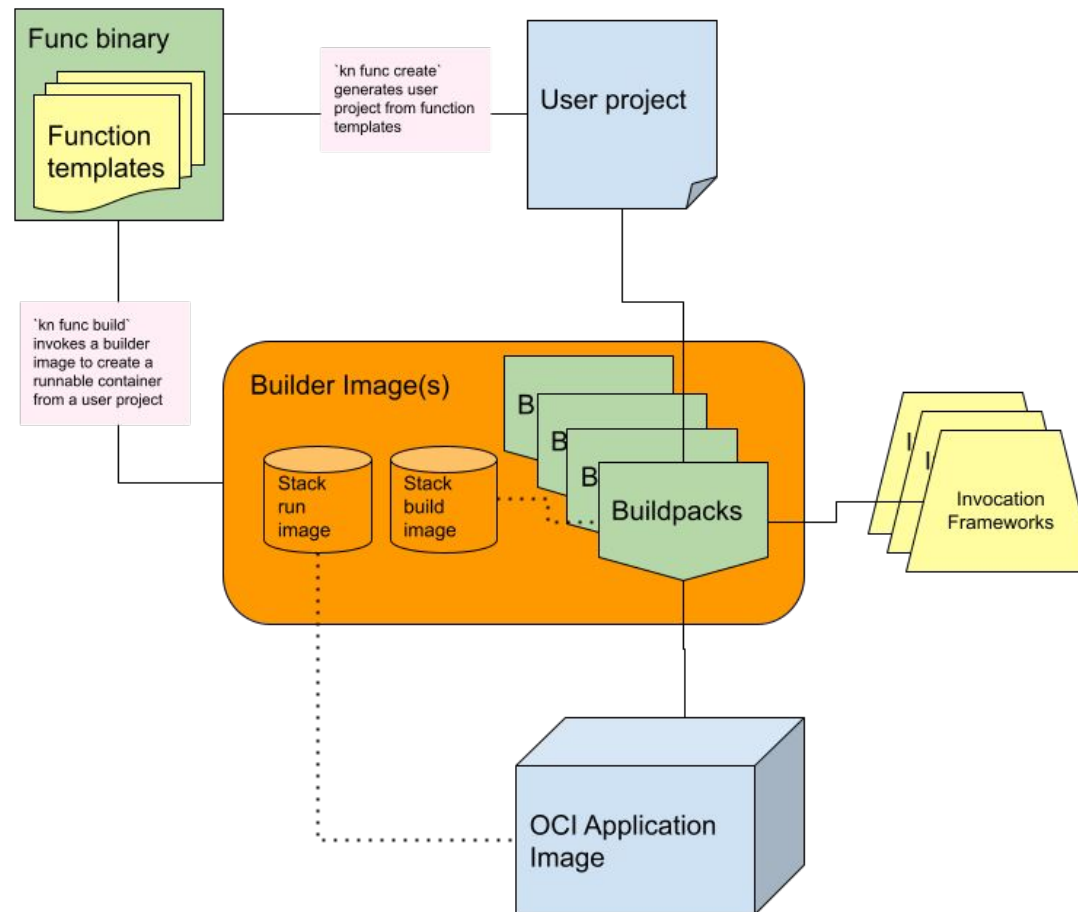 Func binary
Function
templates
`kn func create`
generates user
project from function
templates
User project
`kn func build`
invokes a builder
image to create a
runnable container
from a user project
Builder Image(s)
Stack
run
image
Stack
build
image
B
B
B
Buildpacks
I
I
Invocation
Frameworks
OCI Application
Image